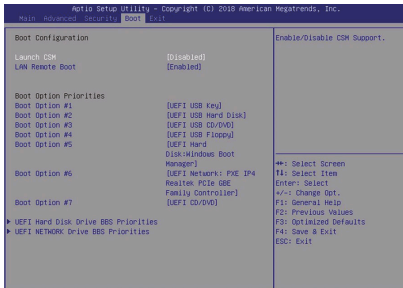 Aptio Setup Utility – Copyright (C) 2018 American Megatrends, Inc.
Main Advanced Security Boot Exit
Boot Configuration
Launch CSM [Disabled]
LAN Remote Boot [Enabled]
Boot Option Priorities
Boot Option #1 [UEFI USB Key]
Boot Option #2 [UEFI USB Hard Disk]
Boot Option #3 [UEFI USB CD/DVD]
Boot Option #4 [UEFI USB Floppy]
Boot Option #5 [UEFI Hard
Disk:Windows Boot
Manager]
Boot Option #6 [UEFI Network: PXE IP4
Realtek PCIe GBE
Family Controller]
Boot Option #7 [UEFI CD/DVD]
UEFI Hard Disk Drive BBS Priorities
UEFI NETWORK Drive BBS Priorities
Enable/Disable CSM Support.
→←: Select Screen
↑↓: Select Item
Enter: Select
+/-: Change Opt.
F1: General Help
F2: Previous Values
F3: Optimized Defaults
F4: Save & Exit
ESC: Exit